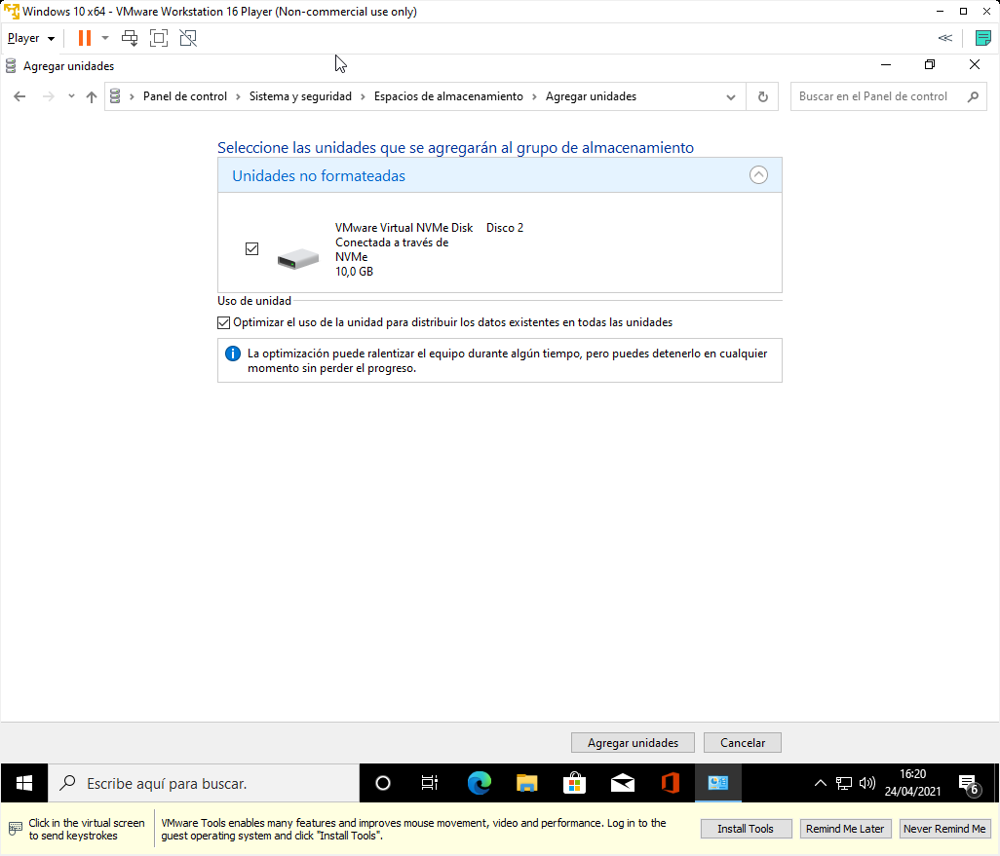 Windows 10 x64 - VMware Workstation 16 Player (Non-commercial use only)
Player
Agregar unidades
Panel de control
Sistema y seguridad
Espacios de almacenamiento
Agregar unidades
Buscar en el Panel de control
Seleccione las unidades que se agregarán al grupo de almacenamiento
Unidades no formateadas
VMware Virtual NVMe Disk Disco 2
Conectada a través de
NVMe
10,0 GB
Uso de unidad
Optimizar el uso de la unidad para distribuir los datos existentes en todas las unidades
La optimización puede ralentizar el equipo durante algún tiempo, pero puedes detenerlo en cualquier
momento sin perder el progreso.
Agregar unidades
Cancelar
Escribe aquí para buscar.
16:20
24/04/2021
6
Click in the virtual screen
to send keystrokes
VMware Tools enables many features and improves mouse movement, video and performance. Log in to the
guest operating system and click "Install Tools".
Install Tools
Remind Me Later
Never Remind Me